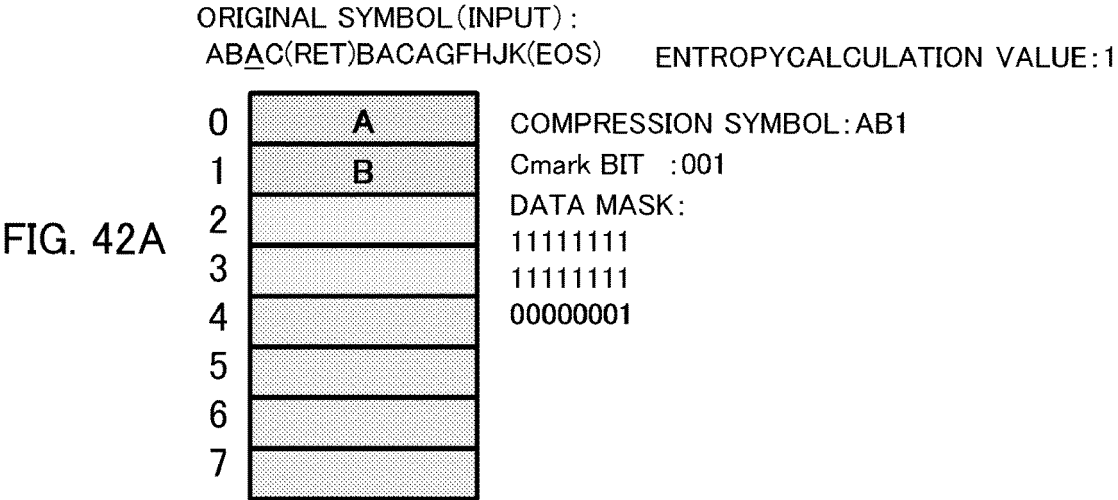 ORIGINAL SYMBOL(INPUT):
ABAC(RET)BACAGFHJK(EOS)
ENTROPYCALCULATION VALUE:1
FIG. 42A
0 A
1 B
2
3
4
5
6
7
COMPRESSION SYMBOL:AB1
Cmark BIT :001
DATA MASK:
11111111
11111111
00000001